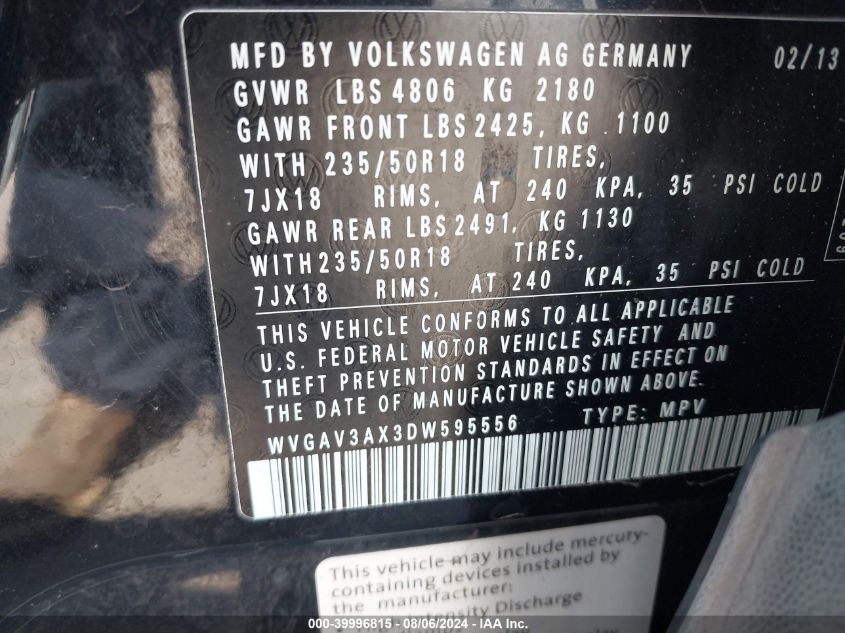 MFD BY VOLKSWAGEN AG GERMANY 02/13
GVWR LBS 4806 KG 2180
GAWR FRONT LBS 2425, KG .1100
WITH 235/50R18 TIRES,
7JX18 RIMS, AT 240 KPA, 35 PSI COLD
GAWR REAR LBS 2491, KG 1130
WITH 235/50R18 TIRES,
7JX18 RIMS, AT 240 KPA, 35 PSI COLD
THIS VEHICLE CONFORMS TO ALL APPLICABLE
U.S. FEDERAL MOTOR VEHICLE SAFETY AND
THEFT PREVENTION STANDARDS IN EFFECT ON
THE DATE OF MANUFACTURE SHOWN ABOVE.
WVGAV3AX3DW595556 TYPE: MPV
This vehicle may include mercury-
containing devices installed by
the manufacturer:
Discharge
000-39996815 - 08/06/2024 - IAAI.COM